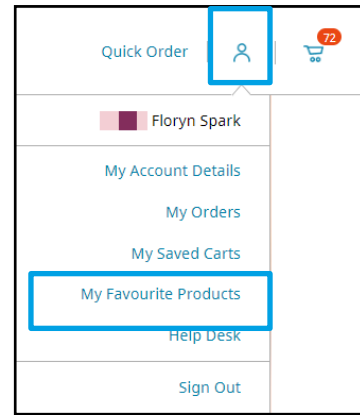 Quick Order
72
Floryn Spark
My Account Details
My Orders
My Saved Carts
My Favourite Products
Help Desk
Sign Out